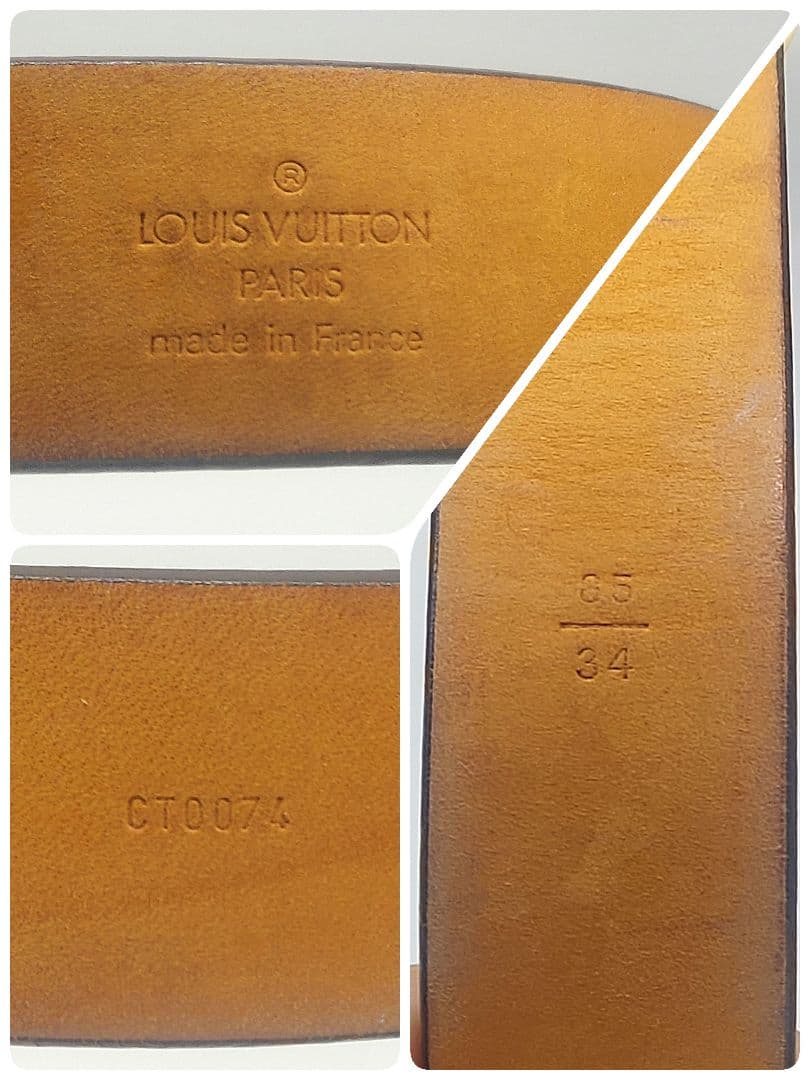 ®
LOUIS VUITTON
PARIS
made in France
85
34
CT0074